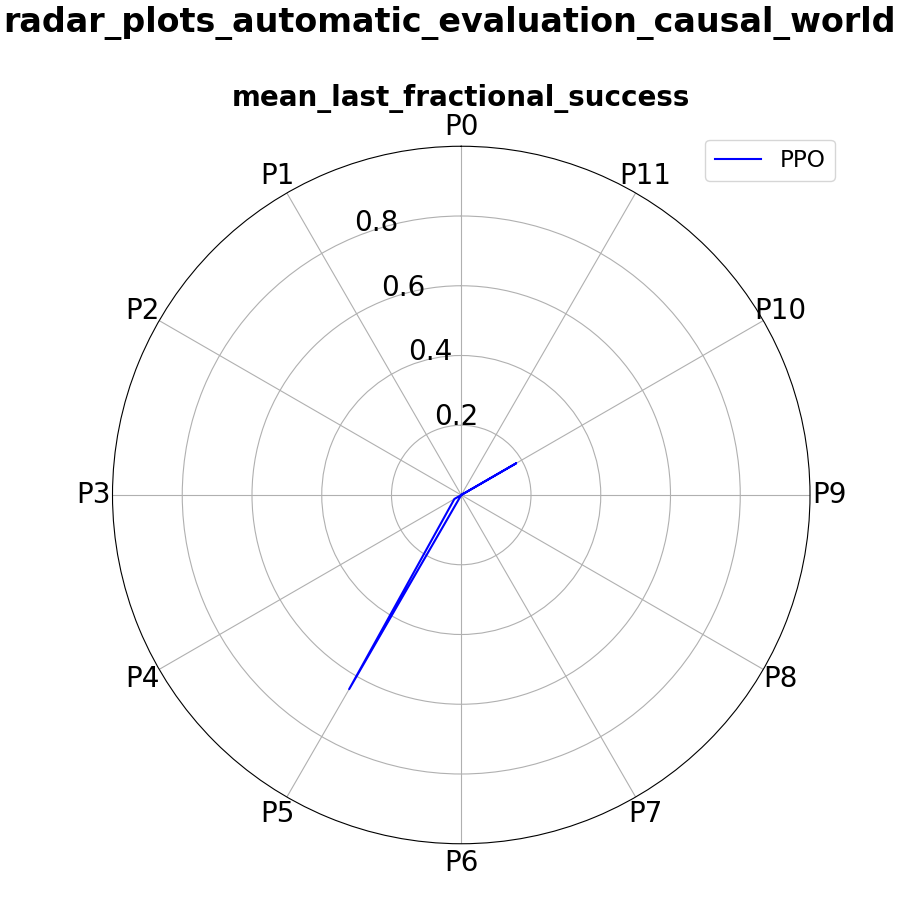 radar_plots_automatic_evaluation_causal_world
mean_last_fractional_success
P0
P1
P11
PPO
0.8
0.6
P2
P10
0.4
0.2
P3
P9
P4
P8
P5
P7
P6